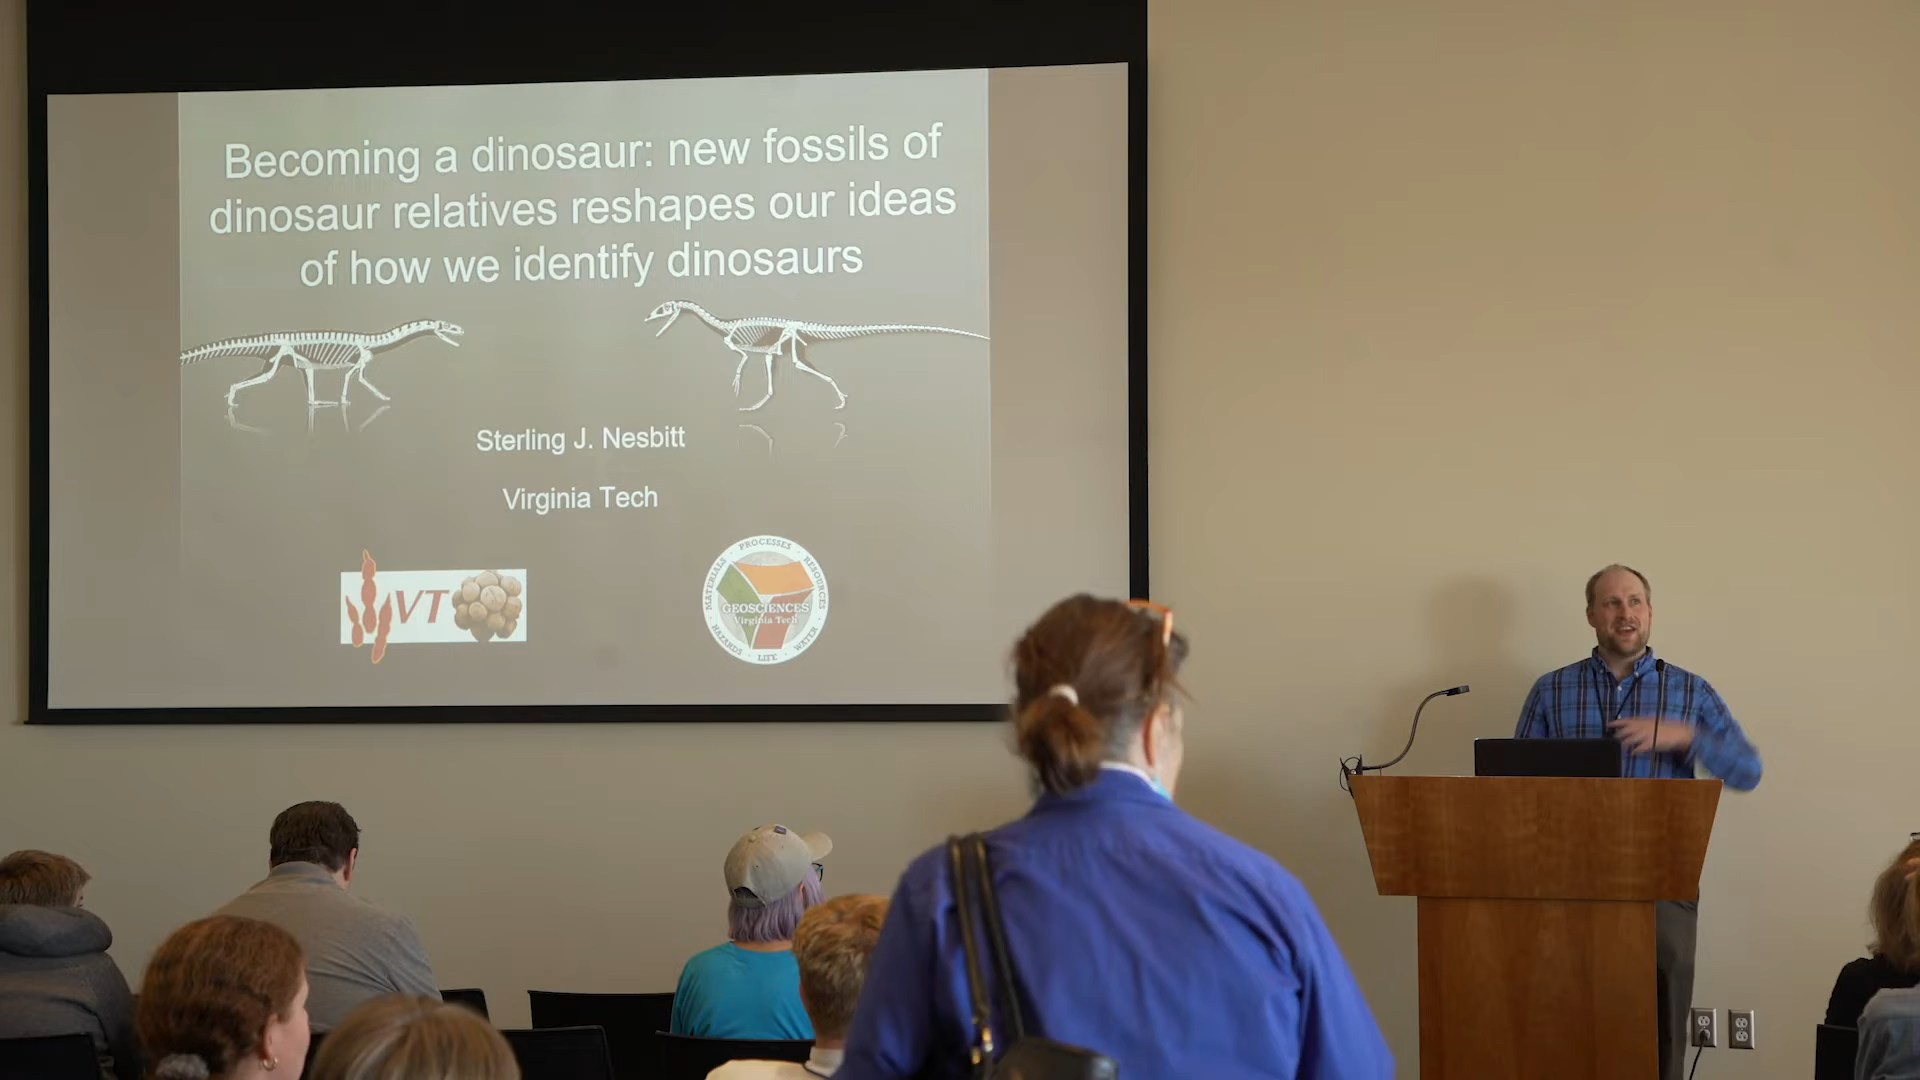 Becoming a dinosaur: new fossils of
dinosaur relatives reshapes our ideas
of how we identify dinosaurs
Sterling J. Nesbitt
Virginia Tech
VT
MATERIALS · PROCESSES · RESOURCES
GEOSCIENCES
Virginia Tech
HAZARDS · LIFE · WATER